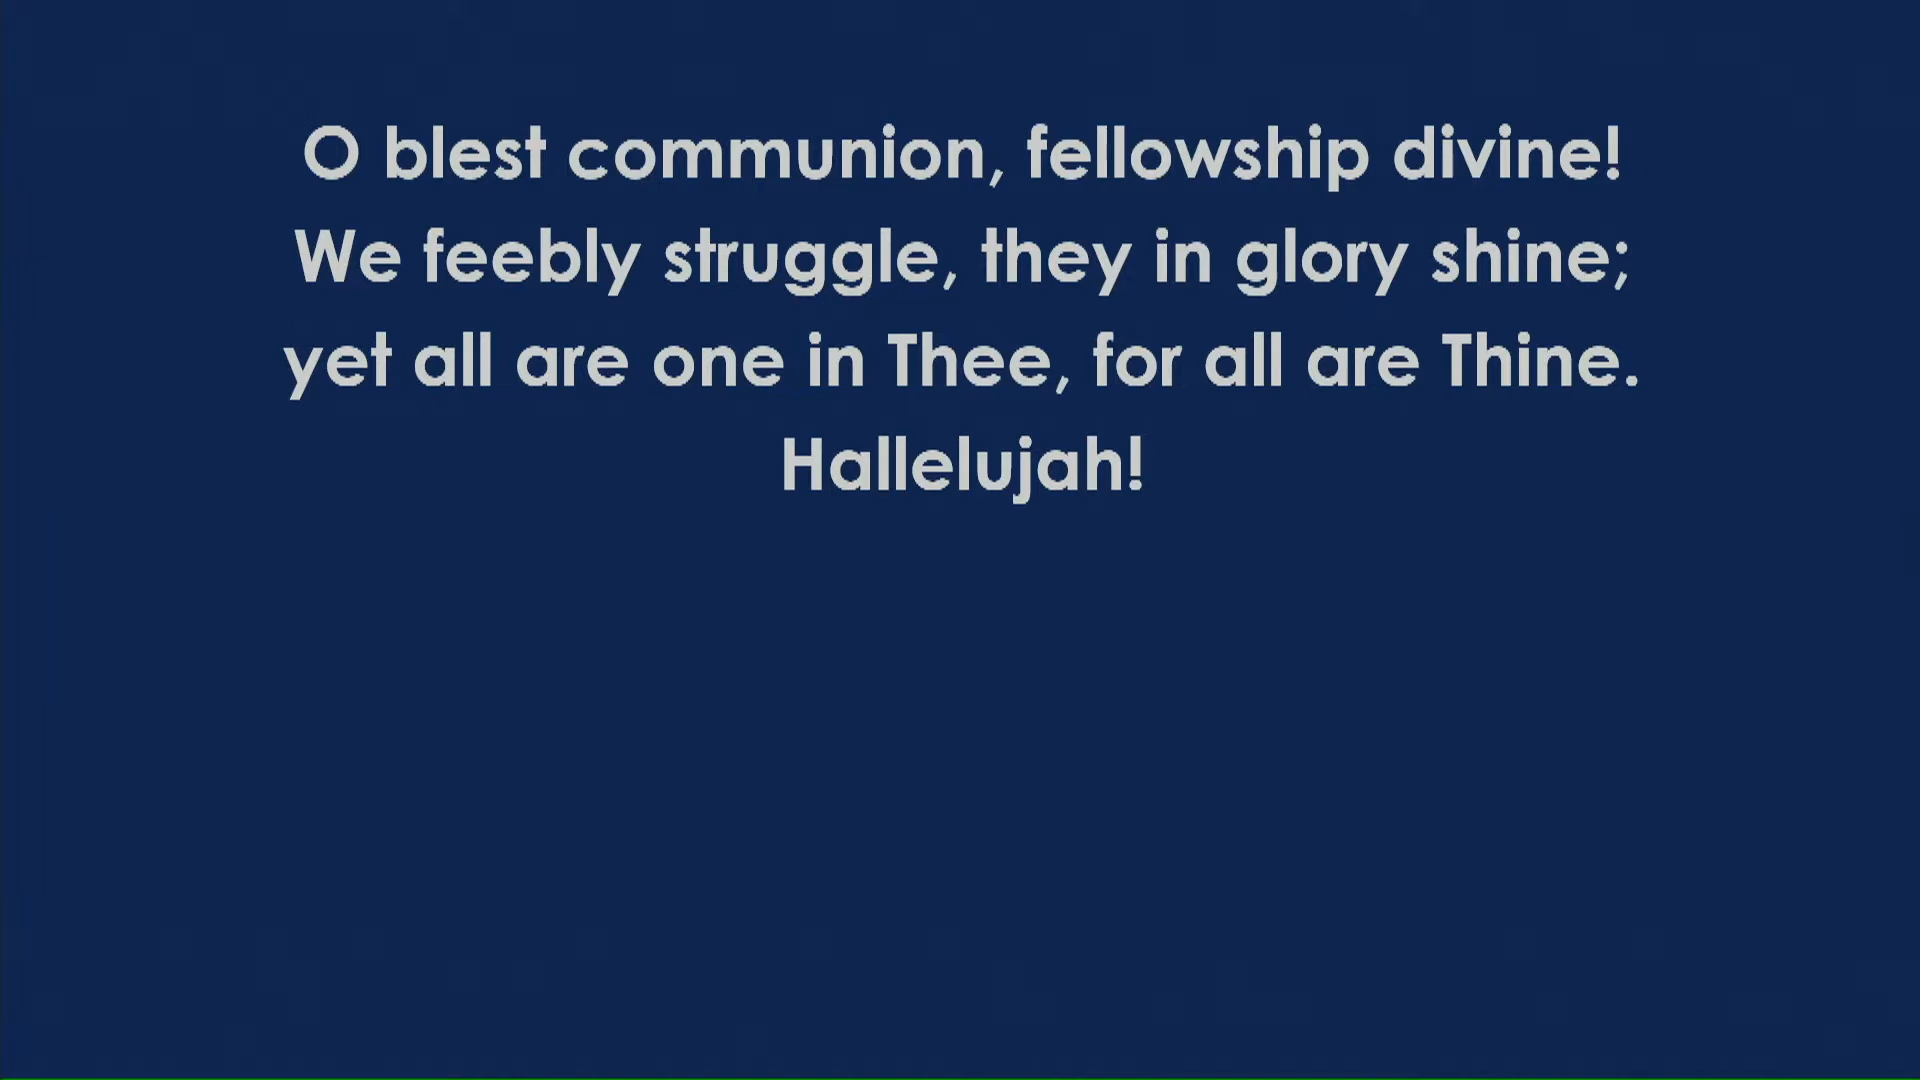 O blest communion, fellowship divine!
We feebly struggle, they in glory shine;
yet all are one in Thee, for all are Thine.
Hallelujah!